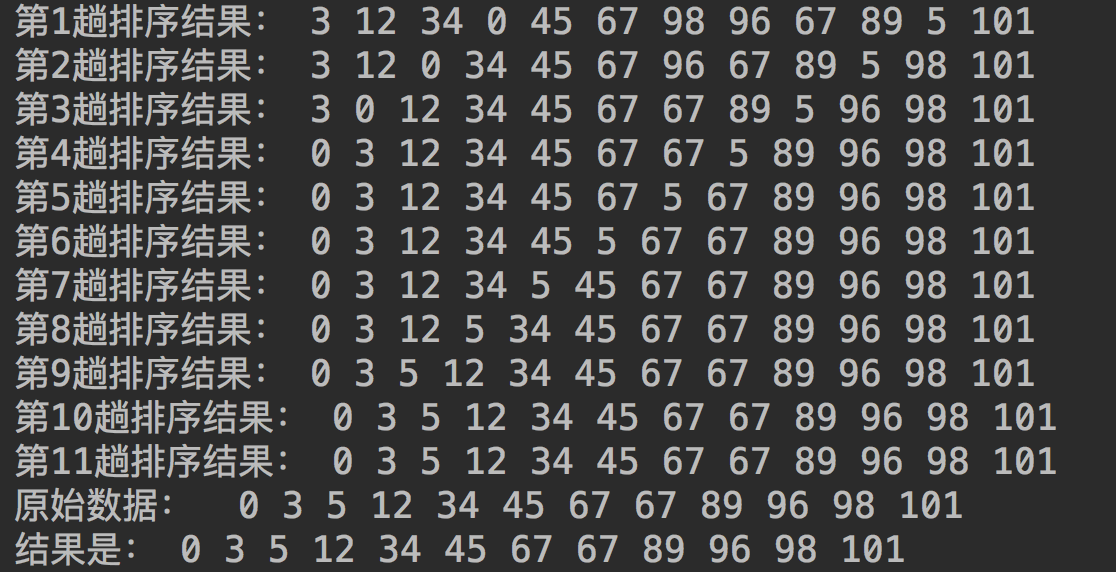 第1趟排序结果： 3 12 34 0 45 67 98 96 67 89 5 101
第2趟排序结果： 3 12 0 34 45 67 96 67 89 5 98 101
第3趟排序结果： 3 0 12 34 45 67 67 89 5 96 98 101
第4趟排序结果： 0 3 12 34 45 67 67 5 89 96 98 101
第5趟排序结果： 0 3 12 34 45 67 5 67 89 96 98 101
第6趟排序结果： 0 3 12 34 45 5 67 67 89 96 98 101
第7趟排序结果： 0 3 12 34 5 45 67 67 89 96 98 101
第8趟排序结果： 0 3 12 5 34 45 67 67 89 96 98 101
第9趟排序结果： 0 3 5 12 34 45 67 67 89 96 98 101
第10趟排序结果： 0 3 5 12 34 45 67 67 89 96 98 101
第11趟排序结果： 0 3 5 12 34 45 67 67 89 96 98 101
原始数据： 0 3 5 12 34 45 67 67 89 96 98 101
结果是： 0 3 5 12 34 45 67 67 89 96 98 101